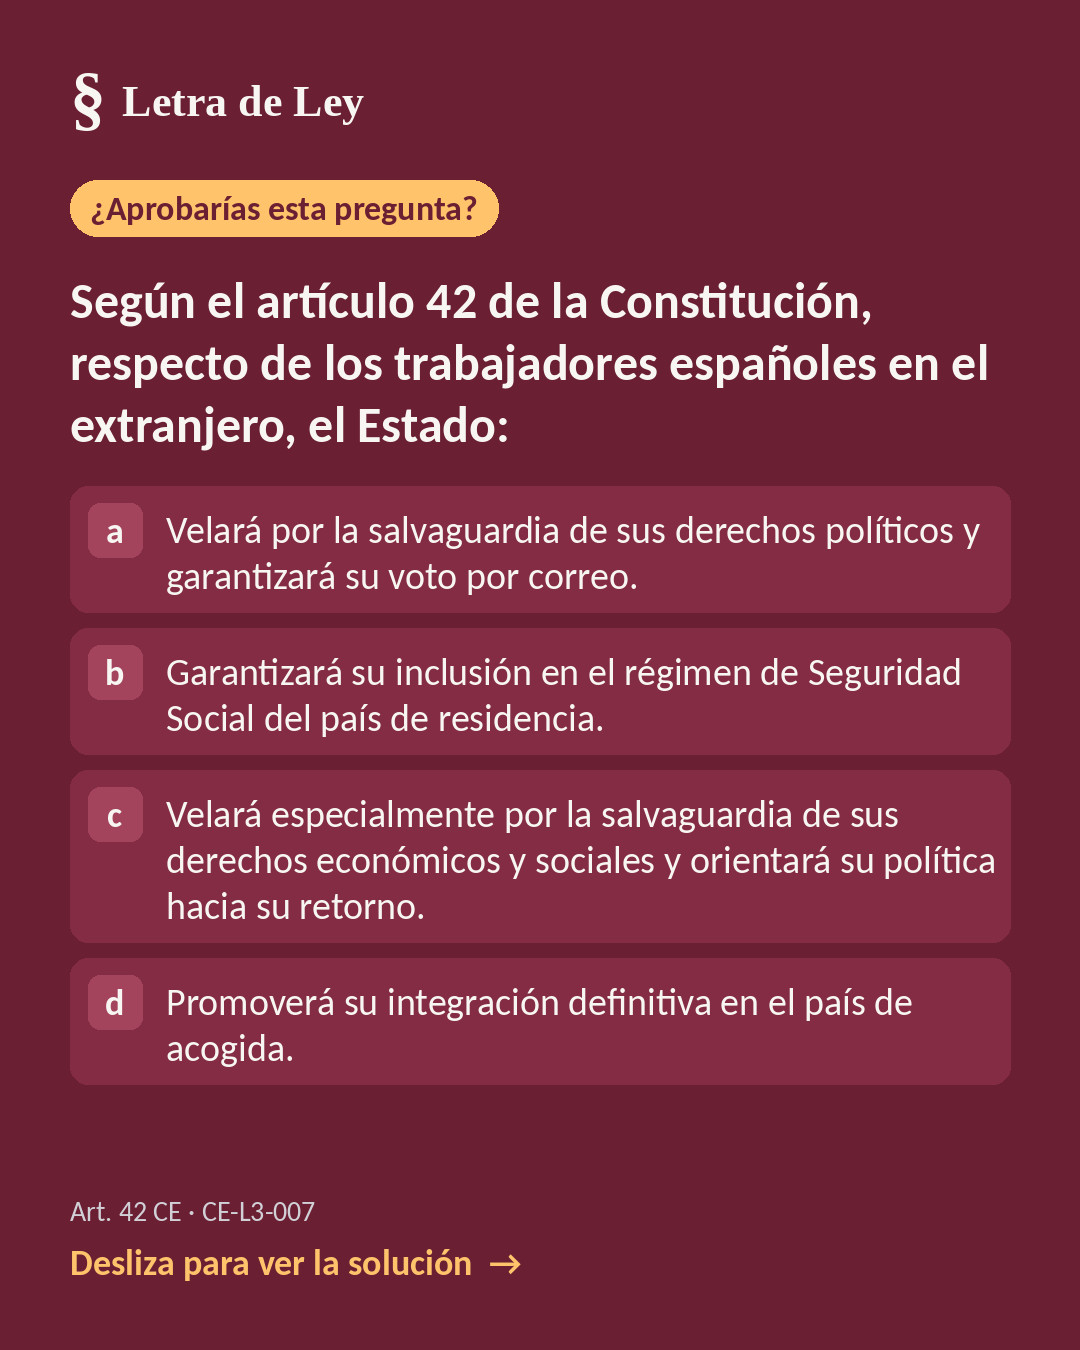 § Letra de Ley
¿Aprobarías esta pregunta?
Según el artículo 42 de la Constitución,
respecto de los trabajadores españoles en el
extranjero, el Estado:
a Velará por la salvaguardia de sus derechos políticos y
garantizará su voto por correo.
b Garantizará su inclusión en el régimen de Seguridad
Social del país de residencia.
c Velará especialmente por la salvaguardia de sus
derechos económicos y sociales y orientará su política
hacia su retorno.
d Promoverá su integración definitiva en el país de
acogida.
Art. 42 CE · CE-L3-007
Desliza para ver la solución →